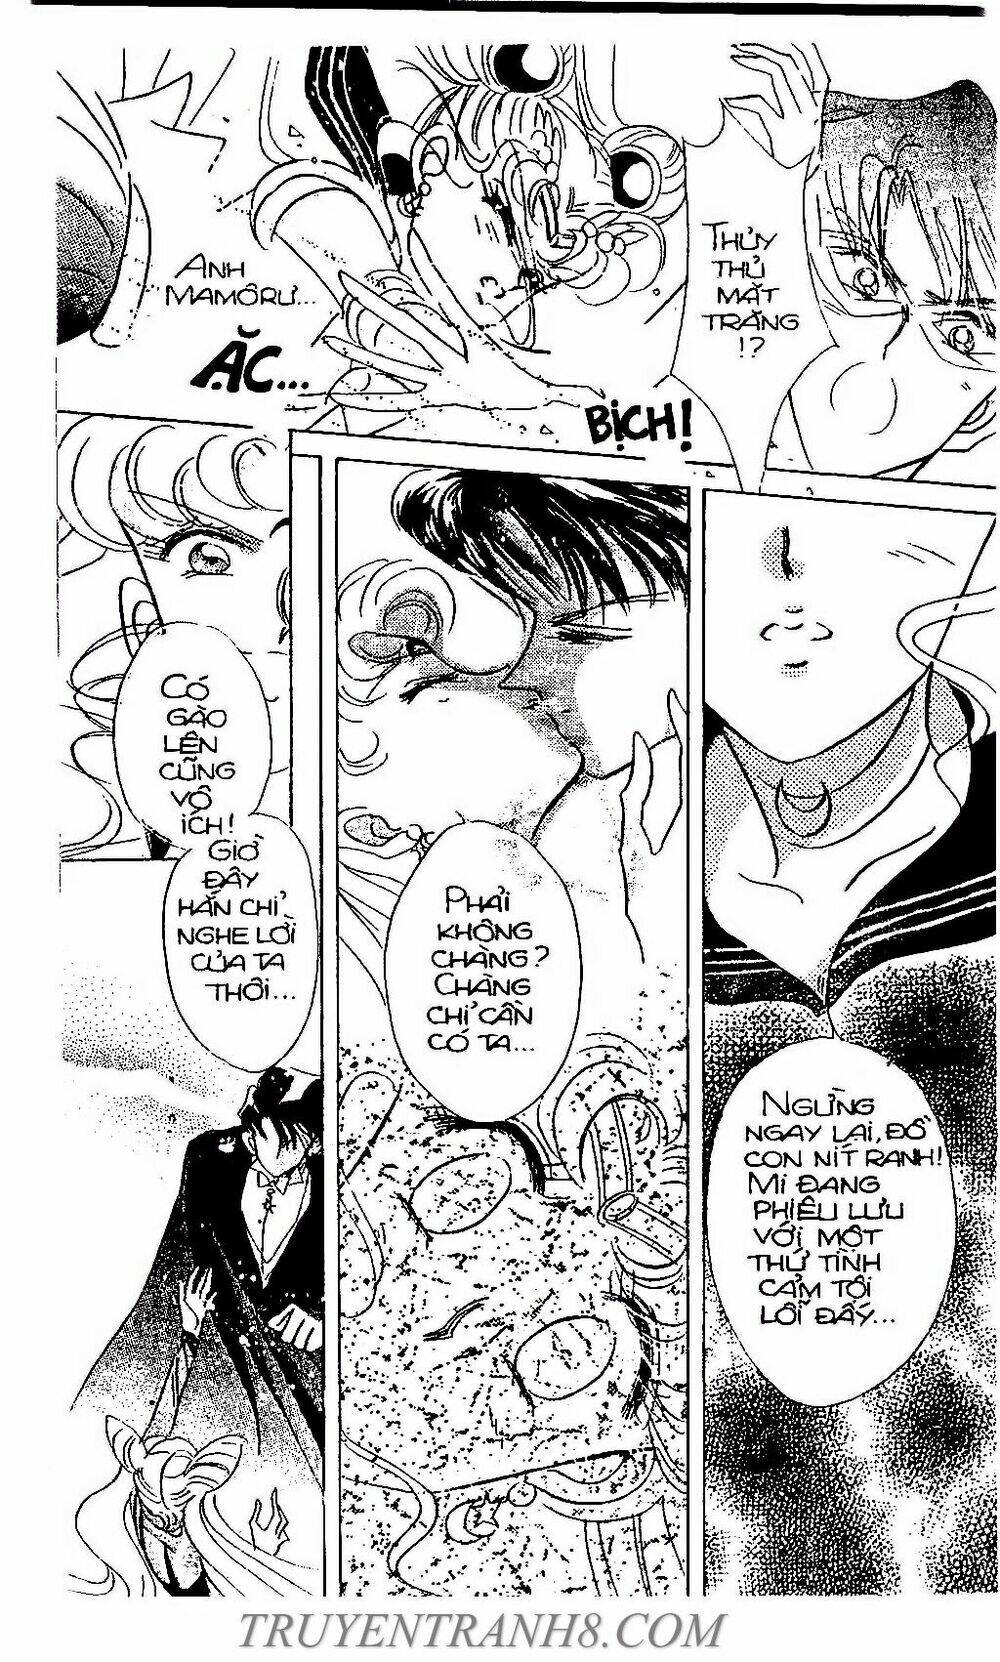 ANH
MAMÔRƯ...
ẶC...
THỦY
THỦ
MẶT
TRĂNG
!?
BỊCH!
CÓ
GÀO
LÊN
CŨNG
VÔ
ÍCH!
GIỜ
ĐÂY
HẮN CHỈ
NGHE LỜI
CỦA TA
THÔI...
PHẢI
KHÔNG
CHÀNG?
CHÀNG
CHỈ CẦN
CÓ TA...
NGỪNG
NGAY LẠI, ĐỒ
CON NÍT RANH!
MI ĐANG
PHIÊU LƯU
VỚI MỘT
THỨ TÌNH
CẢM TỘI
LỖI ĐẤY...
TRUYENTRANH8.COM